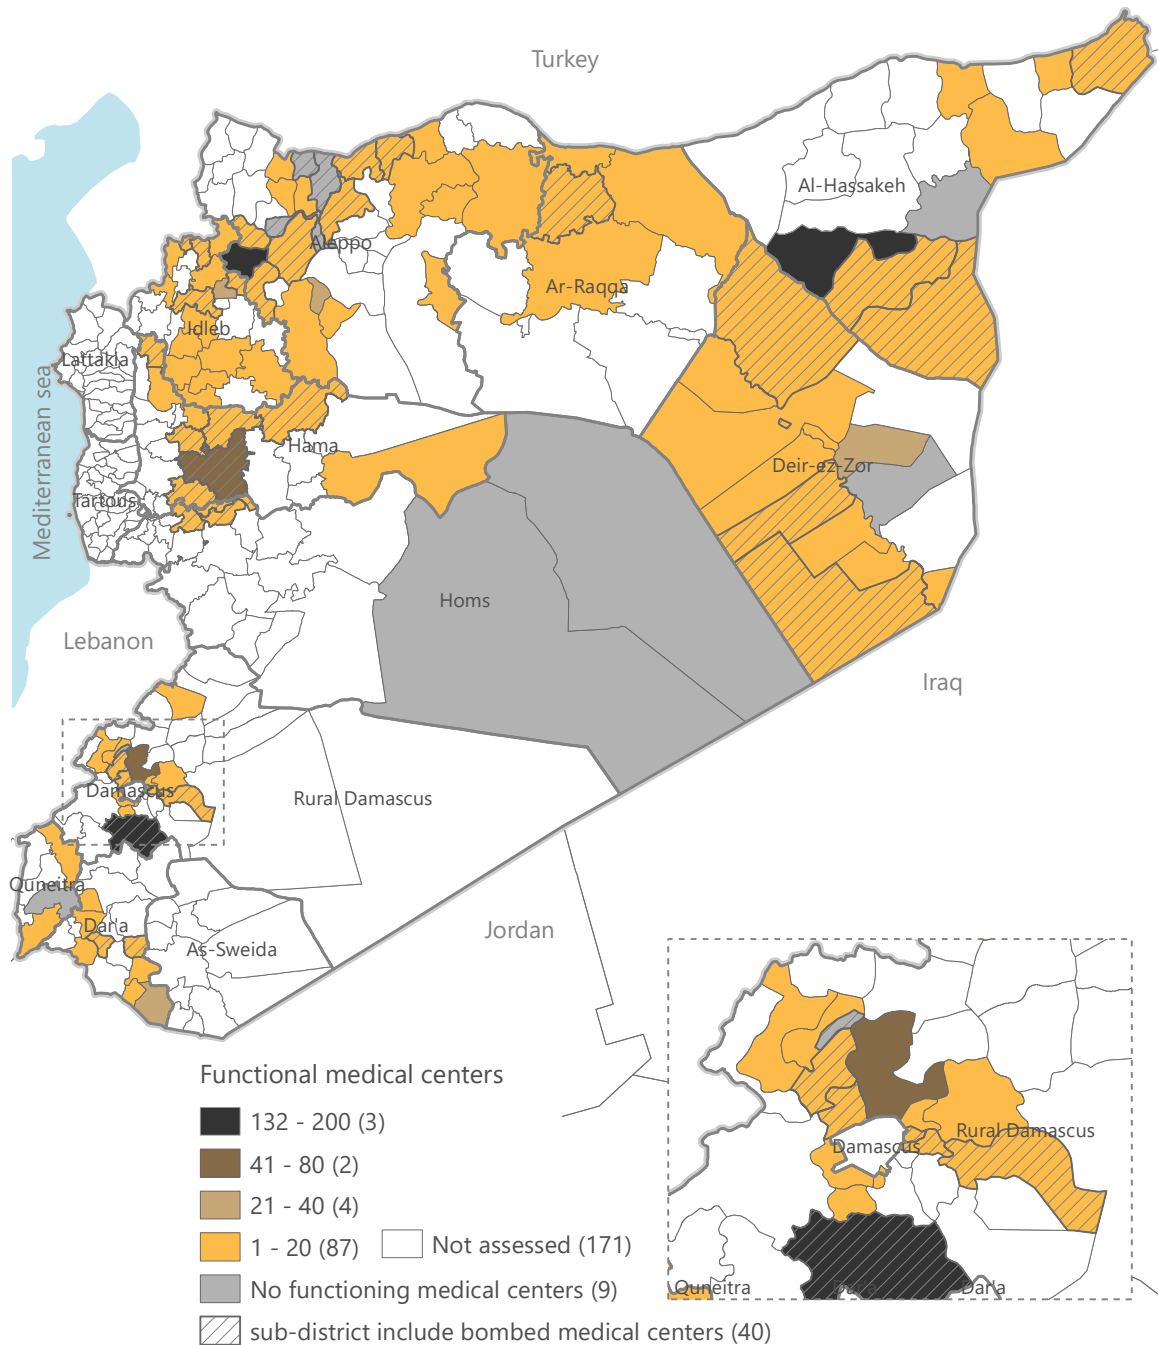 Turkey
Al-Hassakeh
Aleppo
Ar-Raqqa
Idleb
Lattakia
Mediterranean sea
Hama
Deir-ez-Zor
Tartous
Homs
Lebanon
Iraq
Damascus
Rural Damascus
Quneitra
Dar'a
As-Sweida
Jordan
Functional medical centers
132 - 200 (3)
41 - 80 (2)
21 - 40 (4)
1 - 20 (87)
Not assessed (171)
No functioning medical centers (9)
sub-district include bombed medical centers (40)
Rural Damascus
Damascus
Quneitra
Dar'a
Dar'a